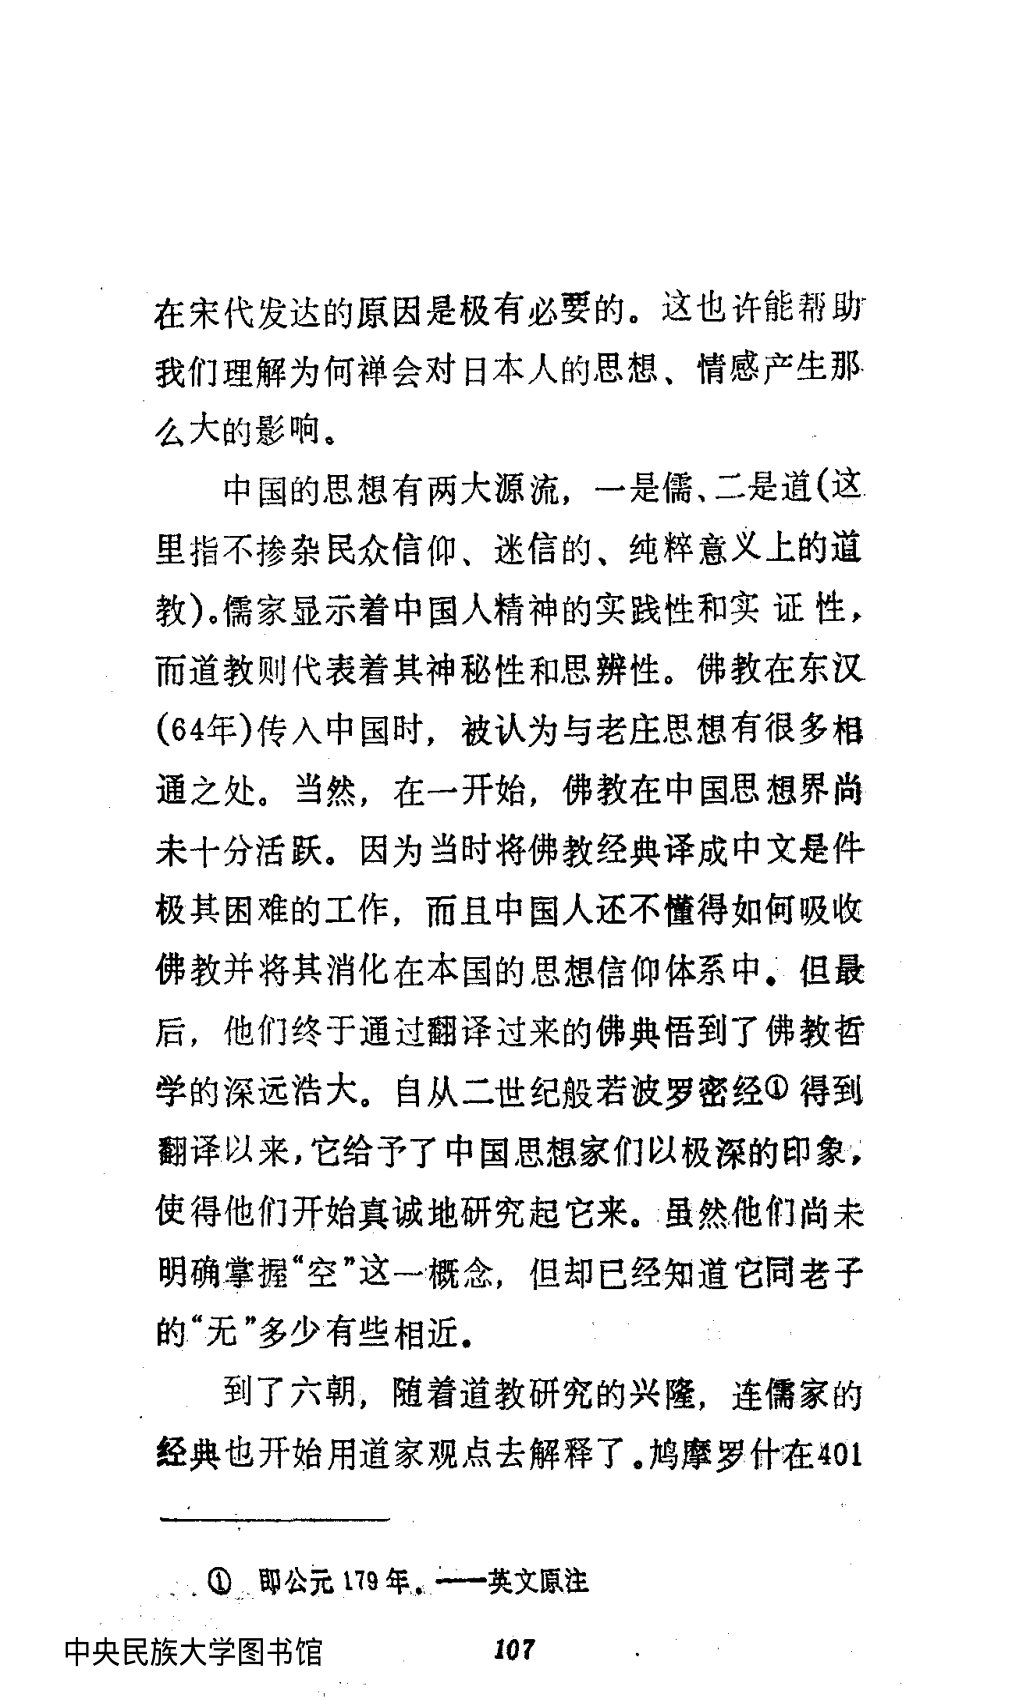 在宋代发达的原因是极有必要的。这也许能帮助
我们理解为何禅会对日本人的思想、情感产生那
么大的影响。
中国的思想有两大源流，一是儒、二是道(这
里指不掺杂民众信仰、迷信的、纯粹意义上的道
教)。儒家显示着中国人精神的实践性和实证性，
而道教则代表着其神秘性和思辨性。佛教在东汉
(64年)传入中国时，被认为与老庄思想有很多相
通之处。当然，在一开始，佛教在中国思想界尚
未十分活跃。因为当时将佛教经典译成中文是件
极其困难的工作，而且中国人还不懂得如何吸收
佛教并将其消化在本国的思想信仰体系中。但最
后，他们终于通过翻译过来的佛典悟到了佛教哲
学的深远浩大。自从二世纪般若波罗密经①得到
翻译以来，它给予了中国思想家们以极深的印象，
使得他们开始真诚地研究起它来。虽然他们尚未
明确掌握“空”这一概念，但却已经知道它同老子
的“无”多少有些相近。
到了六朝，随着道教研究的兴隆，连儒家的
经典也开始用道家观点去解释了。鸠摩罗什在401
① 即公元179年。——英文原注
中央民族大学图书馆
107